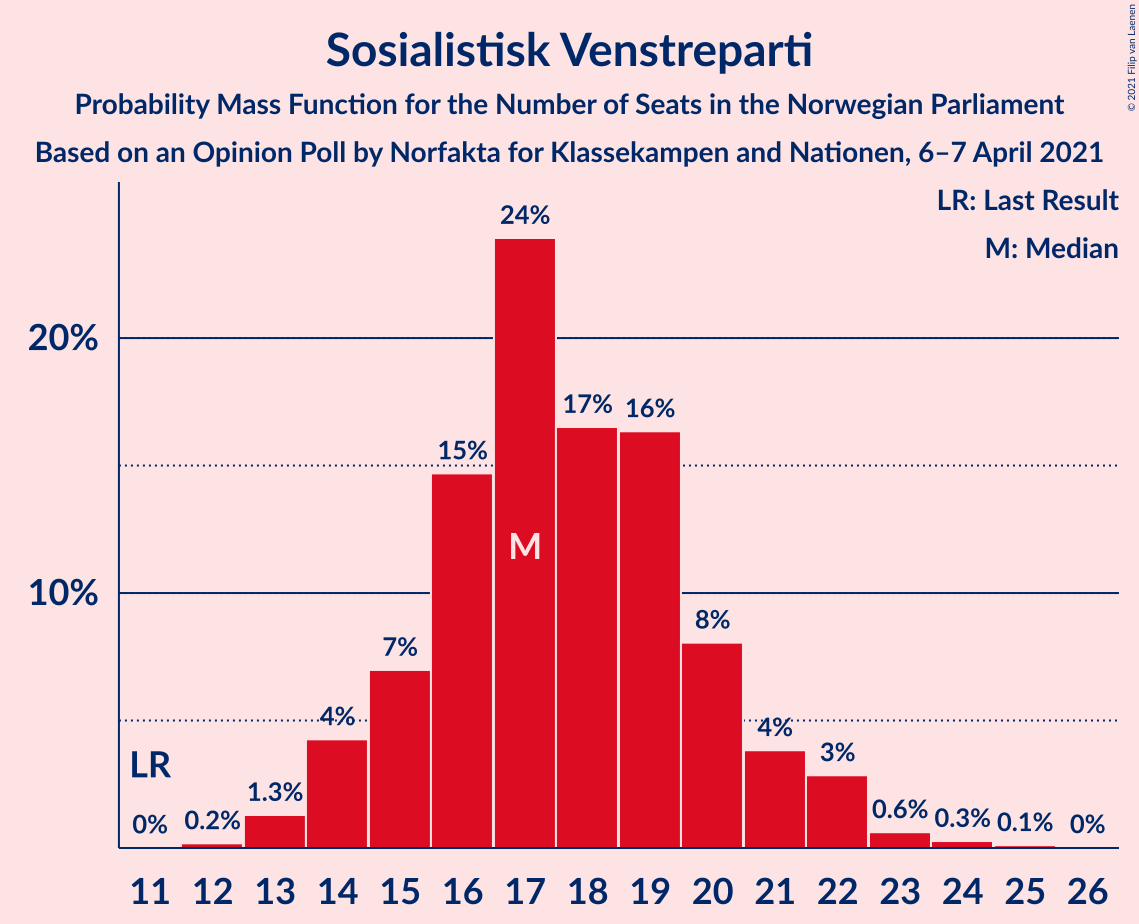 Sosialistisk Venstreparti
Probability Mass Function for the Number of Seats in the Norwegian Parliament
Based on an Opinion Poll by Norfakta for Klassekampen and Nationen, 6–7 April 2021
© 2021 Filip van Laenen
LR: Last Result
M: Median
24%
20%
17%
16%
15%
M
10%
8%
7%
4%
4%
3%
LR
1.3%
0.6%
0.3%
0.2%
0.1%
0%
0%
11 12 13 14 15 16 17 18 19 20 21 22 23 24 25 26